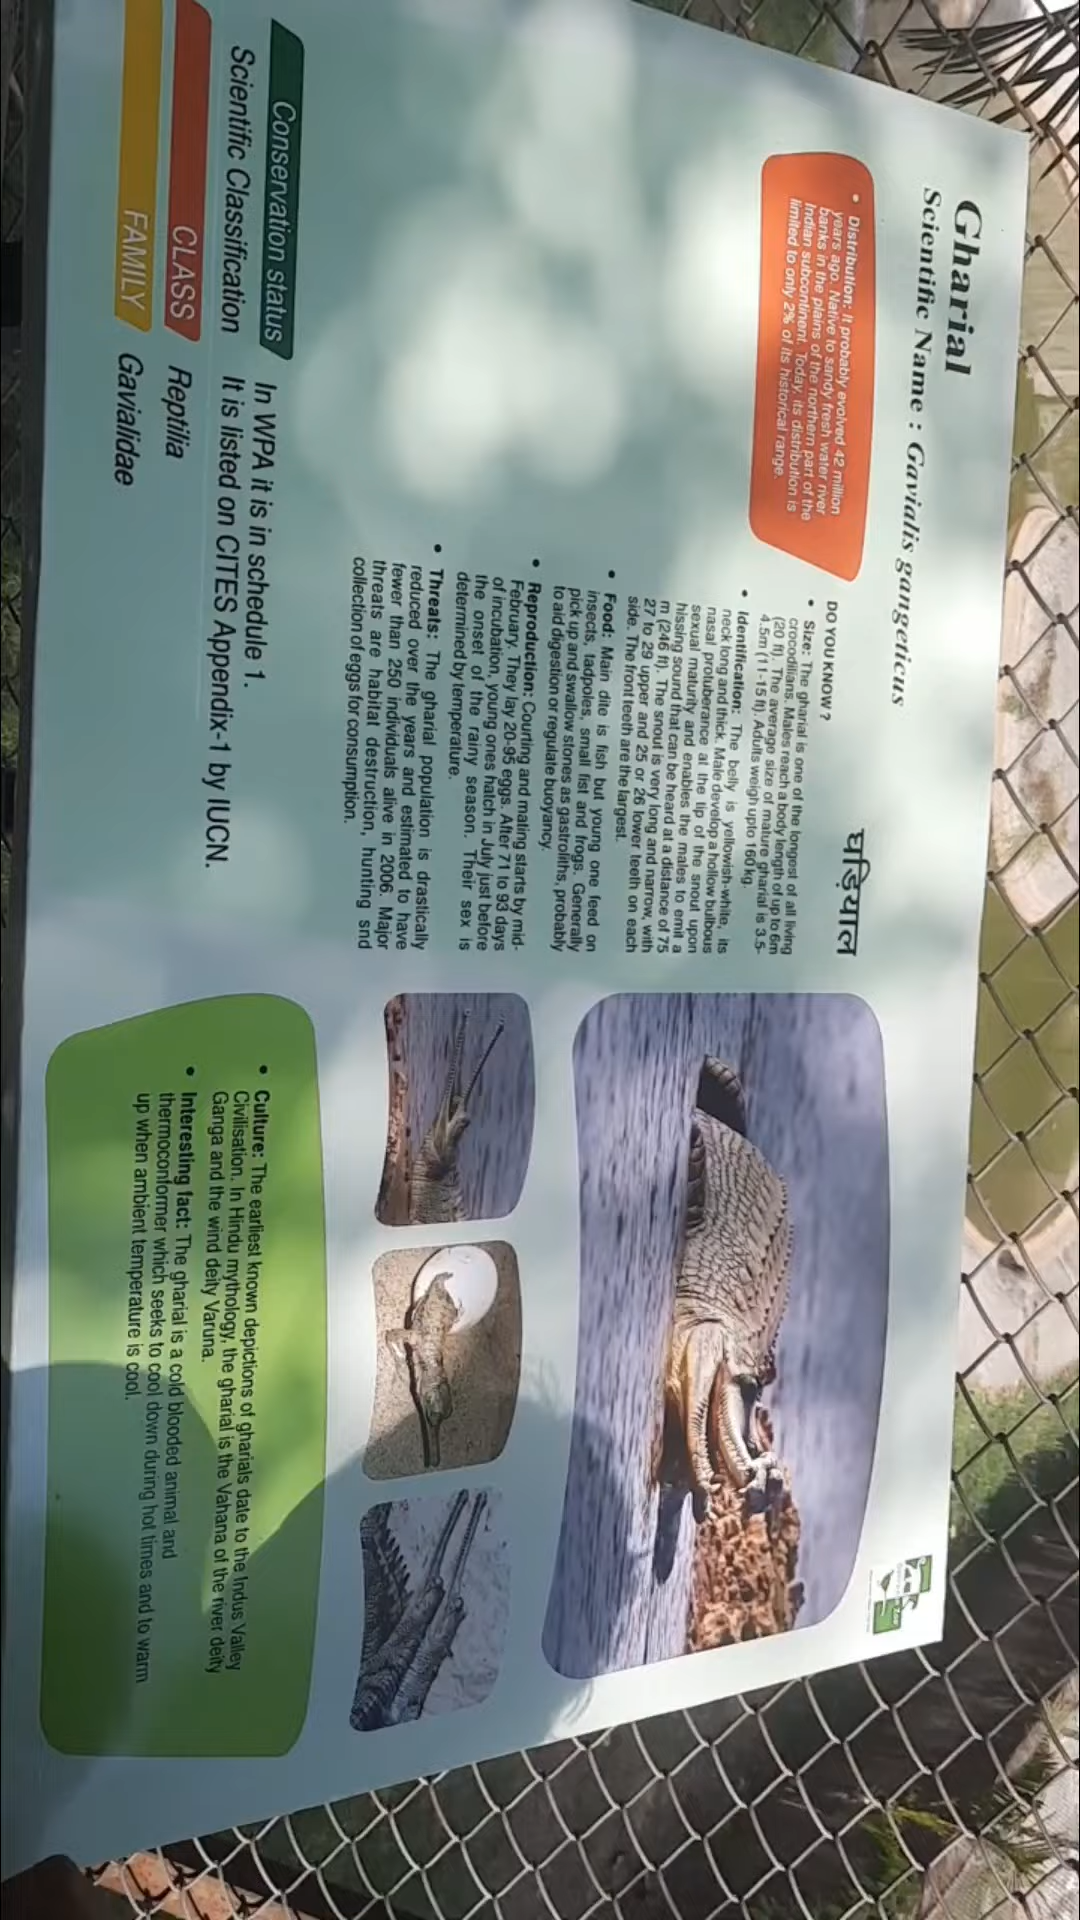 Gharial
Scientific Name : Gavialis gangeticus
घड़ियाल
• Distribution: It probably evolved 42 million
years ago. Native to sandy fresh water river
banks in the plains of the northern part of the
Indian subcontinent. Today, its distribution is
limited to only 2% of its historical range.
DO YOU KNOW?
• Size: The gharial is one of the longest of all living
crocodilians. Males reach a body length of up to 6m
(20 ft). The average size of mature gharial is 3.5-
4.5m (11-15 ft). Adults weigh upto 160 kg.
• Identification: The belly is yellowish-white, its
neck long and thick. Male develop a hollow bulbous
nasal protuberance at the tip of the snout upon
sexual maturity and enables the males to emit a
hissing sound that can be heard at a distance of 75
m (246 ft). The snout is very long and narrow, with
27 to 29 upper and 25 or 26 lower teeth on each
side. The front teeth are the largest.
• Food: Main dite is fish but young one feed on
insects, tadpoles, small fist and frogs. Generally
pick up and swallow stones as gastroliths, probably
to aid digestion or regulate buoyancy.
• Reproduction: Courting and mating starts by mid-
February. They lay 20-95 eggs. After 71 to 93 days
of incubation, young ones hatch in July just before
the onset of the rainy season. Their sex is
determined by temperature.
• Threats: The gharial population is drastically
reduced over the years and estimated to have
fewer than 250 individuals alive in 2006. Major
threats are habitat destruction, hunting snd
collection of eggs for consumption.
Conservation status In WPA it is in schedule 1.
Scientific Classification It is listed on CITES Appendix-1 by IUCN.
CLASS Reptilia
FAMILY Gavialidae
• Culture: The earliest known depictions of gharials date to the Indus Valley
Civilisation. In Hindu mythology, the gharial is the Vahana of the river deity
Ganga and the wind deity Varuna.
• Interesting fact: The gharial is a cold blooded animal and
thermoconformer which seeks to cool down during hot times and to warm
up when ambient temperature is cool.